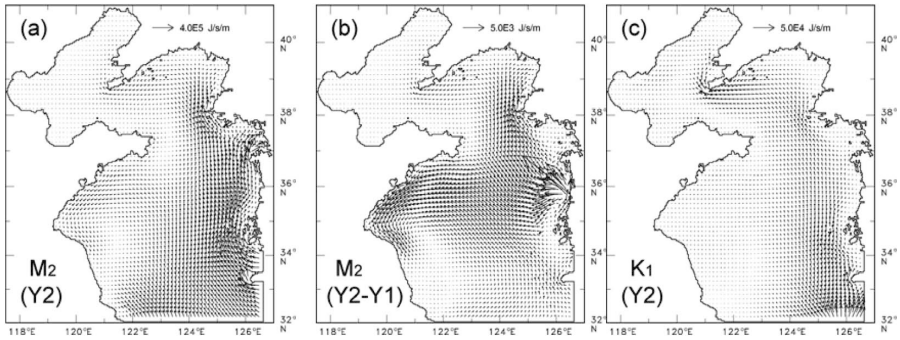 (a) 4.0E5 J/s/m
40° N
38° N
36° N
34° N
32° N
M2
(Y2)
118°E 120°E 122°E 124°E 126°E
(b) 5.0E3 J/s/m
40° N
38° N
36° N
34° N
32° N
M2
(Y2-Y1)
118°E 120°E 122°E 124°E 126°E
(c) 5.0E4 J/s/m
40° N
38° N
36° N
34° N
32° N
K1
(Y2)
118°E 120°E 122°E 124°E 126°E